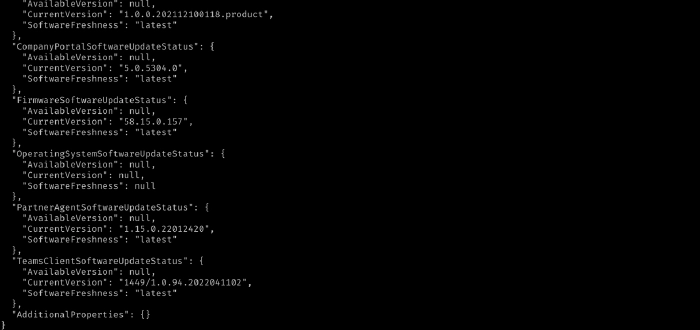 "AvailableVersion": null,
"CurrentVersion": "1.0.0.202112100118.product",
"SoftwareFreshness": "latest"
},
"CompanyPortalSoftwareUpdateStatus": {
"AvailableVersion": null,
"CurrentVersion": "5.0.5304.0",
"SoftwareFreshness": "latest"
},
"FirmwareSoftwareUpdateStatus": {
"AvailableVersion": null,
"CurrentVersion": "58.15.0.157",
"SoftwareFreshness": "latest"
},
"OperatingSystemSoftwareUpdateStatus": {
"AvailableVersion": null,
"CurrentVersion": null,
"SoftwareFreshness": null
},
"PartnerAgentSoftwareUpdateStatus": {
"AvailableVersion": null,
"CurrentVersion": "1.15.0.22012420",
"SoftwareFreshness": "latest"
},
"TeamsClientSoftwareUpdateStatus": {
"AvailableVersion": null,
"CurrentVersion": "1449/1.0.94.2022041102",
"SoftwareFreshness": "latest"
},
"AdditionalProperties": {}
}